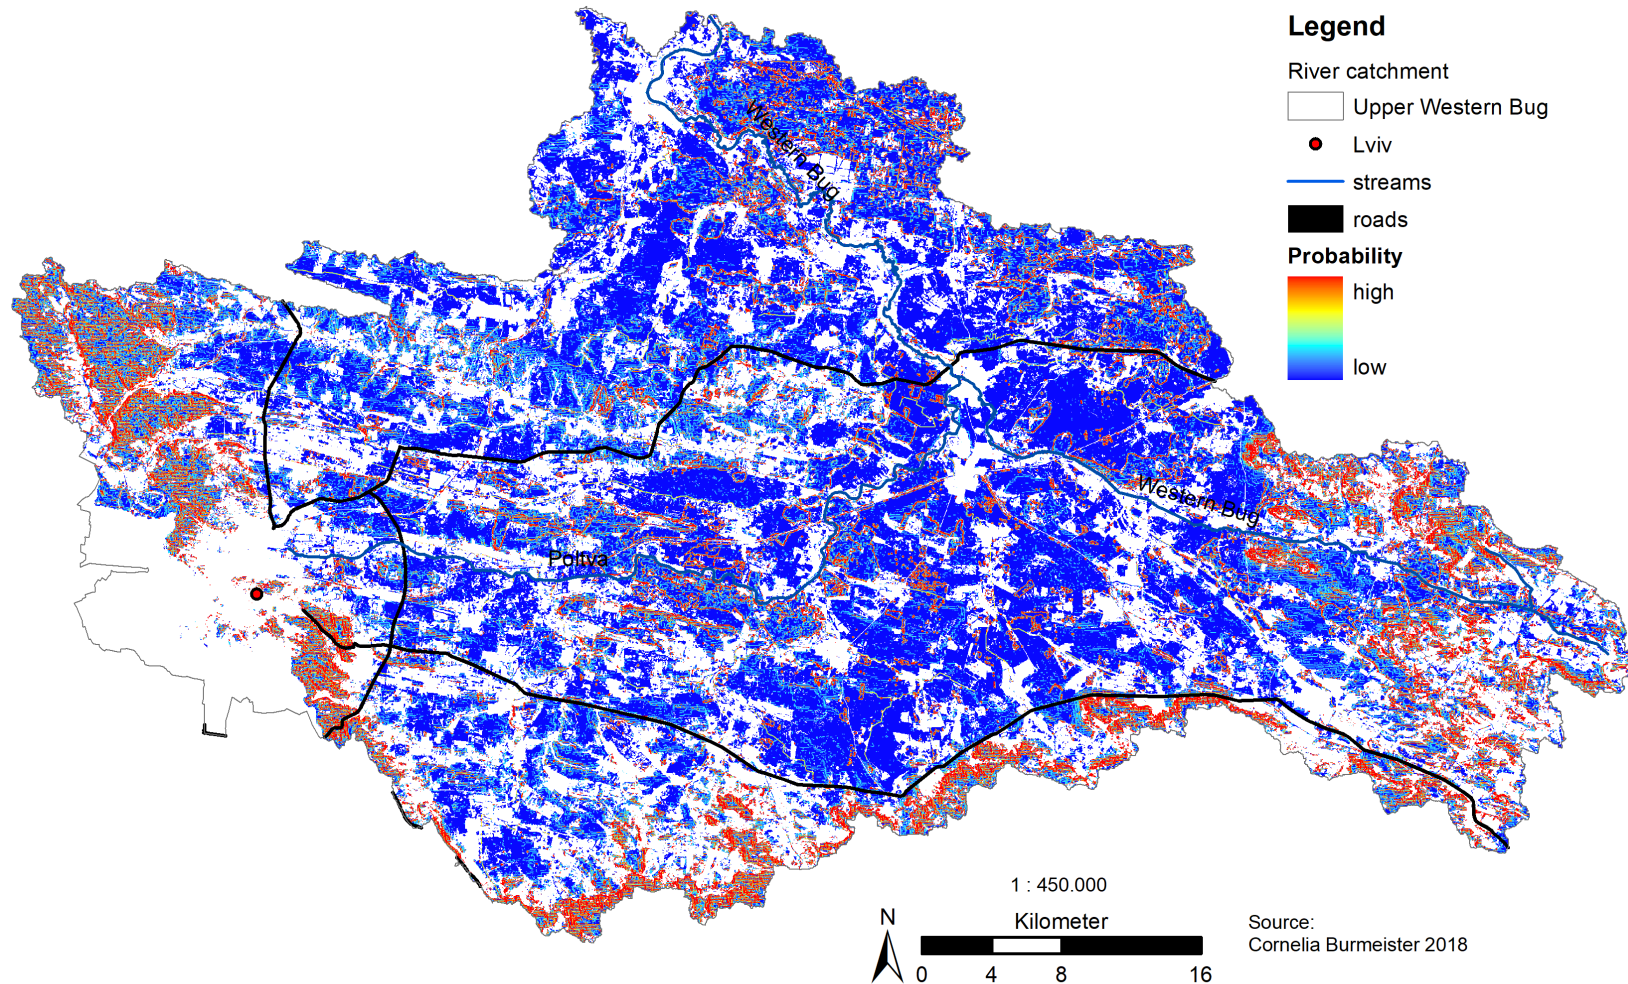 Legend
River catchment
Upper Western Bug
Lviv
streams
roads
Probability
high
low
Western Bug
Western Bug
Poltva
1 : 450.000
N
Kilometer
0 4 8 16
Source:
Cornelia Burmeister 2018